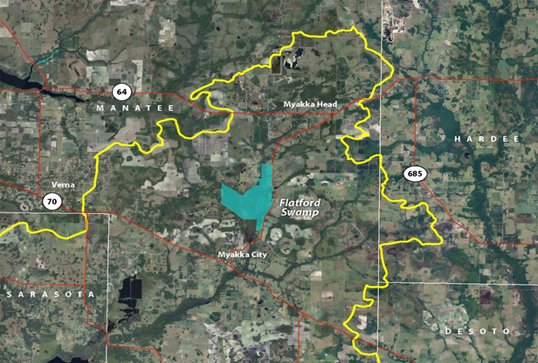 64
MANATEE
Myakka Head
HARDEE
685
Verna
70
Flatford
Swamp
Myakka City
SARASOTA
DESOTO